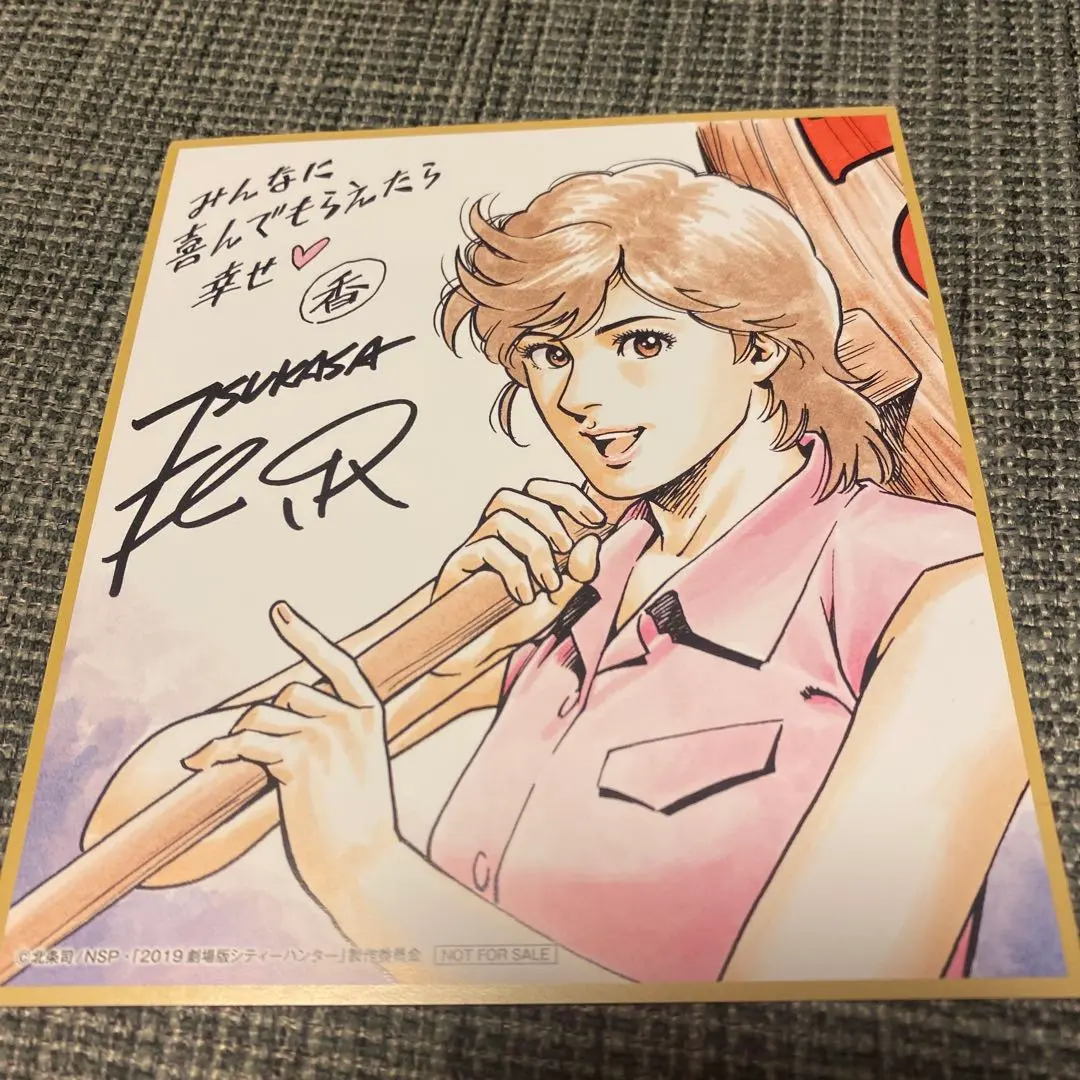 みんなに
喜んでもらえたら
幸せ♡
香
TSUKASA
©北条司/NSP・「2019 劇場版シティーハンター」製作委員会
NOT FOR SALE